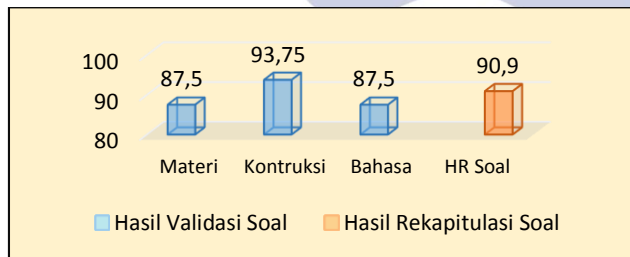 100
90
80
87,5
93,75
87,5
90,9
Materi
Kontruksi
Bahasa
HR Soal
Hasil Validasi Soal
Hasil Rekapitulasi Soal